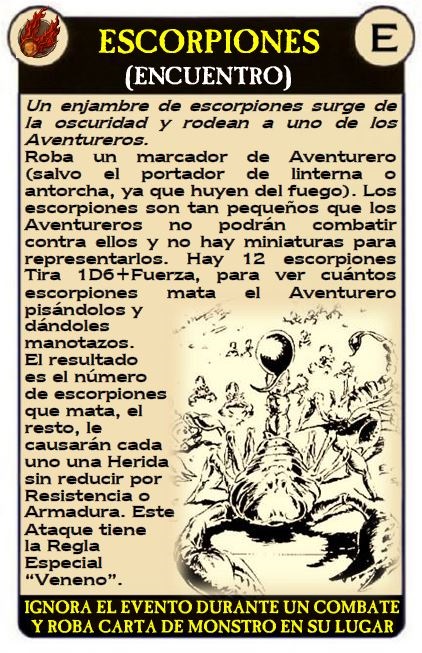 ESCORPIONES
E
(ENCUENTRO)
Un enjambre de escorpiones surge de
la oscuridad y rodean a uno de los
Aventureros.
Roba un marcador de Aventurero
(salvo el portador de linterna o
antorcha, ya que huyen del fuego). Los
escorpiones son tan pequeños que los
Aventureros no podrán combatir
contra ellos y no hay miniaturas para
representarlos. Hay 12 escorpiones
Tira 1D6+Fuerza, para ver cuántos
escorpiones mata el Aventurero
pisándolos y
dándoles
manotazos.
El resultado
es el número
de escorpiones
que mata, el
resto, le
causarán cada
uno una Herida
sin reducir por
Resistencia o
Armadura. Este
Ataque tiene
la Regla
Especial
“Veneno”.
IGNORA EL EVENTO DURANTE UN COMBATE
Y ROBA CARTA DE MONSTRO EN SU LUGAR